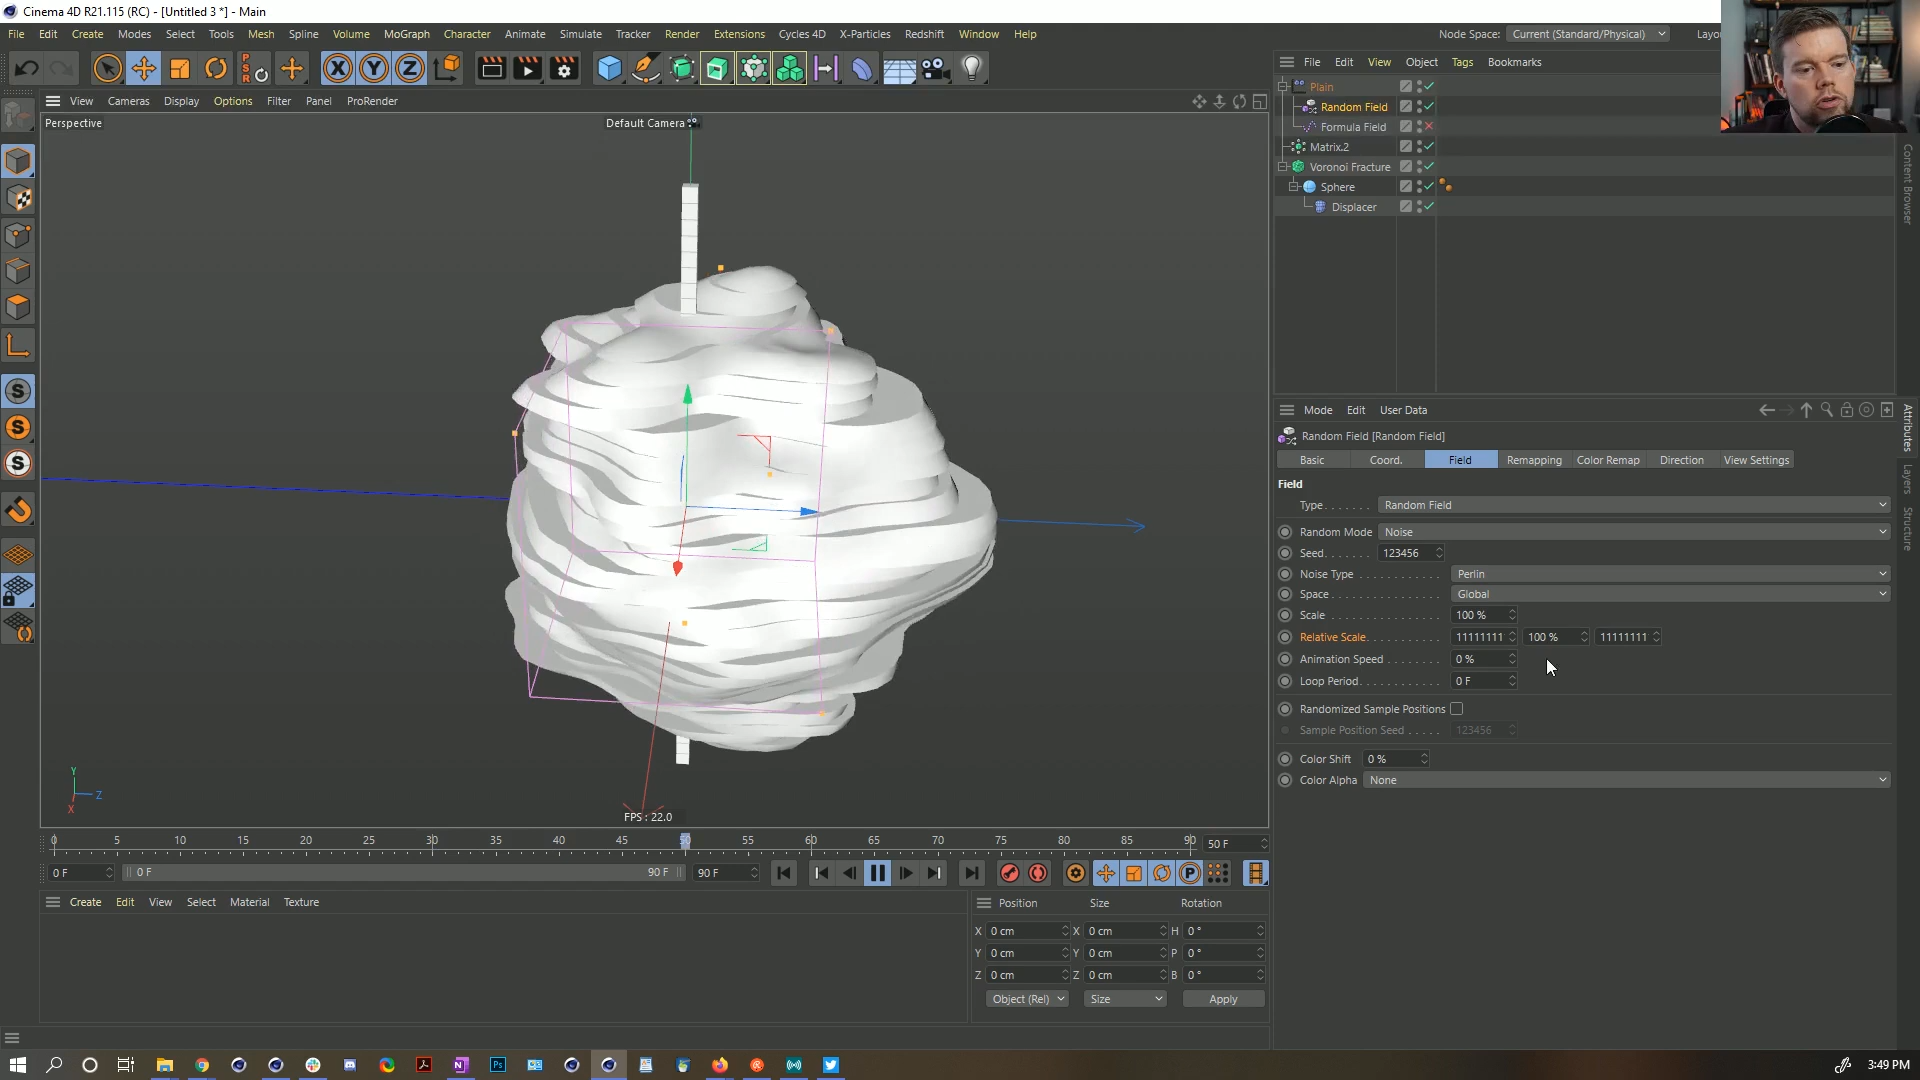 Cinema 4D R21.115 (RC) - [Untitled 3 *] - Main
File Edit Create Modes Select Tools Mesh Spline Volume MoGraph Character Animate Simulate Tracker Render Extensions Cycles 4D X-Particles Redshift Window Help
Node Space: Current (Standard/Physical) Layou
File Edit View Object Tags Bookmarks
View Cameras Display Options Filter Panel ProRender
Perspective
Default Camera
Plain
Random Field
Formula Field
Matrix.2
Voronoi Fracture
Sphere
Displacer
Content Browser
Attributes
Layers
Structure
Mode Edit User Data
Random Field [Random Field]
Basic Coord. Field Remapping Color Remap Direction View Settings
Field
Type . . . . . . . Random Field
Random Mode Noise
Seed. . . . . . . 123456
Noise Type . . . . . . . . . . . . Perlin
Space . . . . . . . . . . . . . . . . Global
Scale . . . . . . . . . . . . . . . . 100 %
Relative Scale. . . . . . . . . . . 11111111 100 % 11111111
Animation Speed . . . . . . . . 0 %
Loop Period. . . . . . . . . . . . 0 F
Randomized Sample Positions
Sample Position Seed . . . . . 123456
Color Shift 0 %
Color Alpha None
Y
Z
X
FPS : 22.0
0 5 10 15 20 25 30 35 40 45 50 55 60 65 70 75 80 85 90 50 F
0 F 0 F 90 F 90 F
Create Edit View Select Material Texture
Position Size Rotation
X 0 cm X 0 cm H 0 °
Y 0 cm Y 0 cm P 0 °
Z 0 cm Z 0 cm B 0 °
Object (Rel) Size Apply
3:49 PM